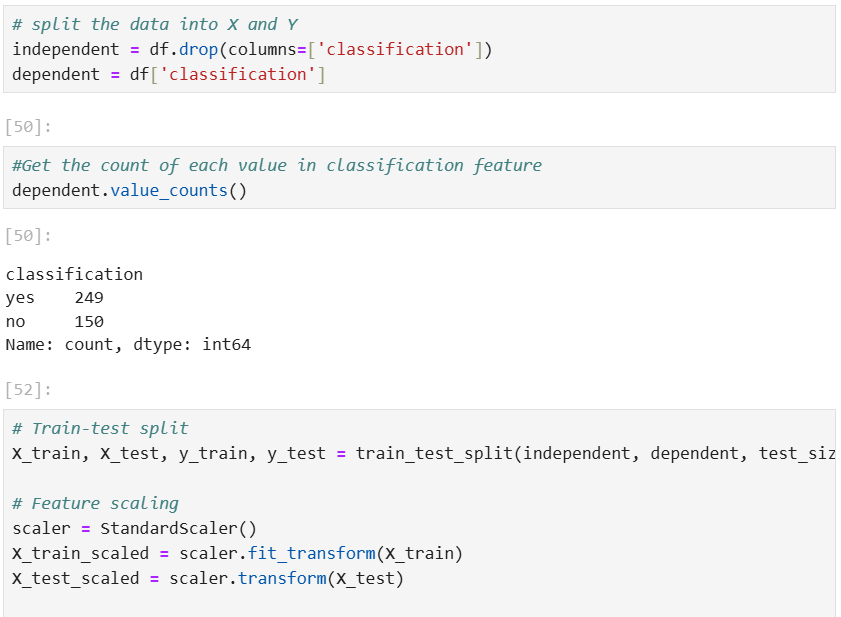 # split the data into X and Y
independent = df.drop(columns=['classification'])
dependent = df['classification']
[50]:
#Get the count of each value in classification feature
dependent.value_counts()
[50]:
classification
yes    249
no     150
Name: count, dtype: int64
[52]:
# Train-test split
X_train, X_test, y_train, y_test = train_test_split(independent, dependent, test_siz
# Feature scaling
scaler = StandardScaler()
X_train_scaled = scaler.fit_transform(X_train)
X_test_scaled = scaler.transform(X_test)